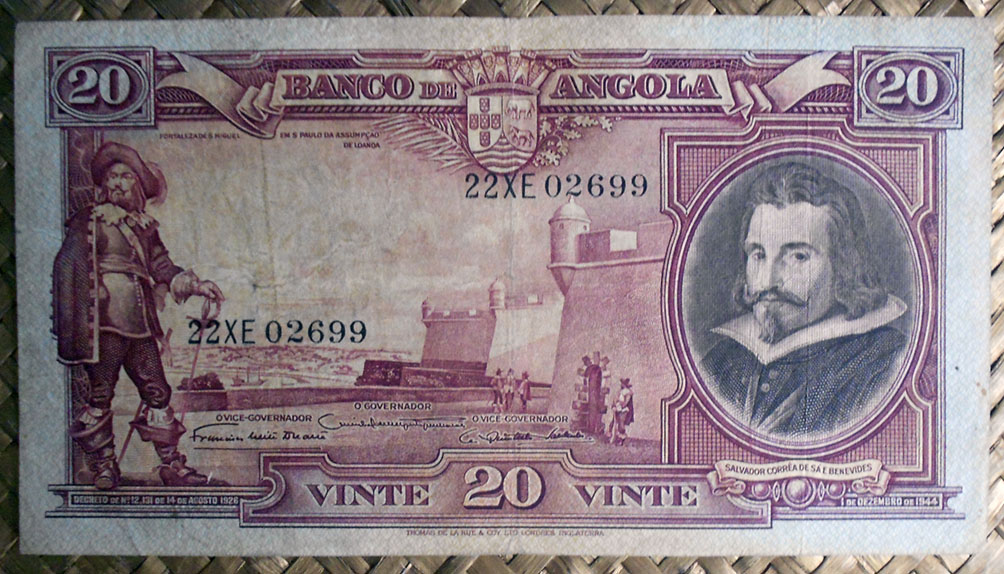 20 BANCO DE ANGOLA 20
FORTALEZA DE S. MIGUEL EM S. PAULO DA ASSUMPÇÃO
DE LOANDA
22XE 02699
22XE 02699
O GOVERNADOR
O VICE-GOVERNADOR O VICE-GOVERNADOR
SALVADOR CORRÊA DE SÁ E BENEVIDES
DECRETO DE Nº 12.131 DE 14 DE AGOSTO 1926 VINTE 20 VINTE 1 DE DEZEMBRO DE 1944
THOMAS DE LA RUE & COY. LTD LONDRES. INGLATERRA.